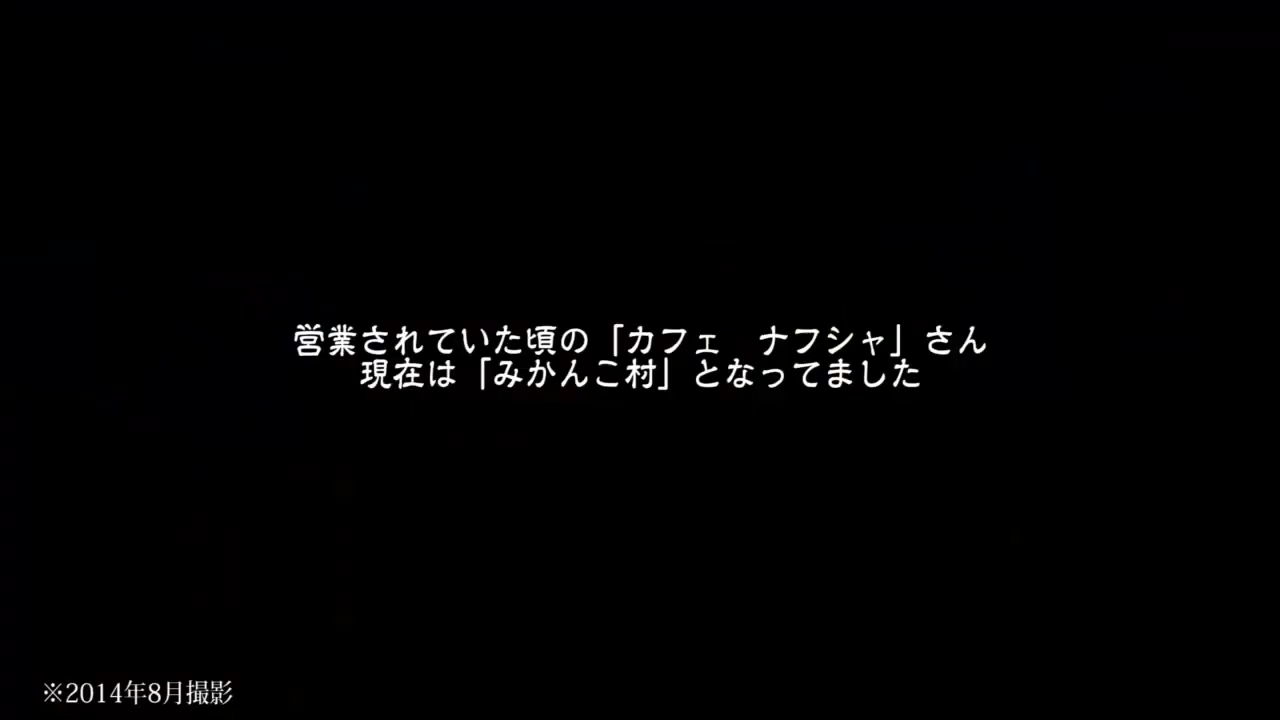 営業されていた頃の「カフェ　ナフシャ」さん
現在は「みかんこ村」となってました
※2014年8月撮影